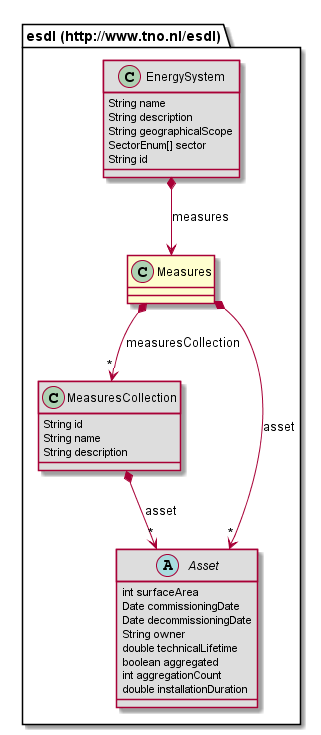 esdl (http://www.tno.nl/esdl)
C EnergySystem
String name
String description
String geographicalScope
SectorEnum[] sector
String id
measures
C Measures
measuresCollection
*
C MeasuresCollection
String id
String name
String description
asset
asset
* *
A Asset
int surfaceArea
Date commissioningDate
Date decommissioningDate
String owner
double technicalLifetime
boolean aggregated
int aggregationCount
double installationDuration